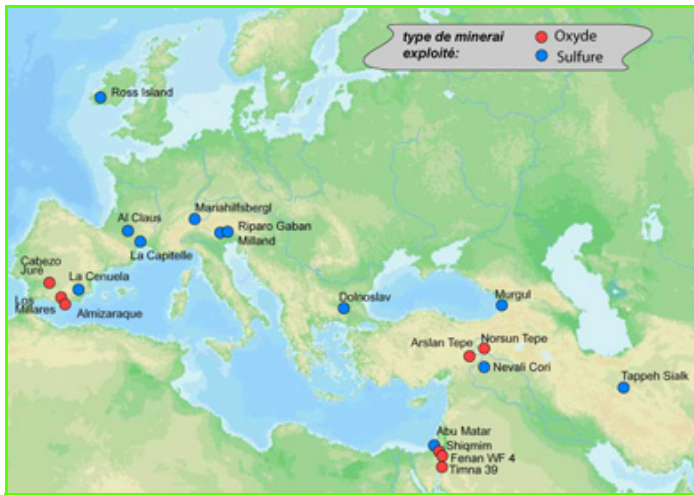 type de minerai
exploité:
Oxyde
Sulfure
Ross Island
Mariahilfsbergl
Al Claus
Riparo Gaban
Milland
La Capitelle
Cabezo
Juré
La Cenuela
Los
Millares
Almizaraque
Dolnoslav
Murgul
Arslan Tepe
Norsun Tepe
Nevali Cori
Tappeh Sialk
Abu Matar
Shiqmim
Fenan WF 4
Timna 39